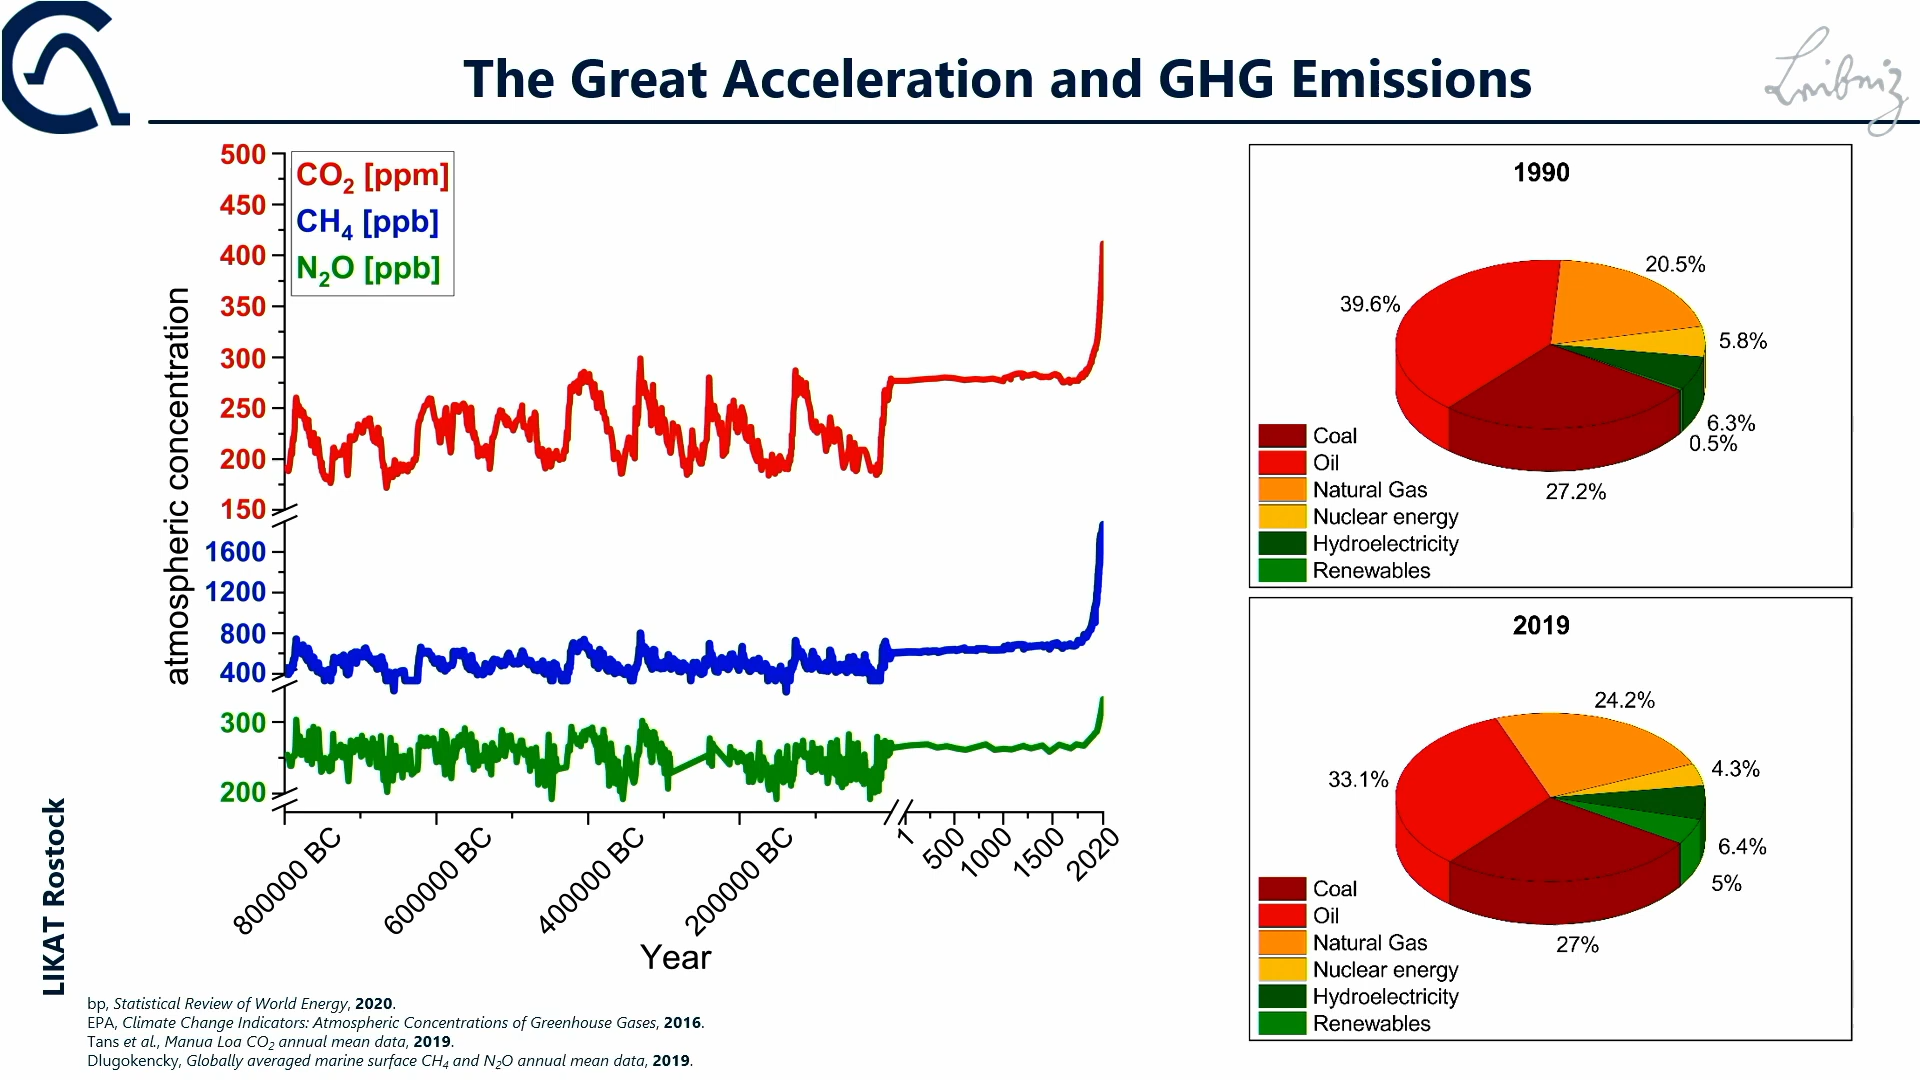 The Great Acceleration and GHG Emissions
Leibniz
500
450
400
350
300
250
200
150
1600
1200
800
400
300
200
CO₂ [ppm]
CH₄ [ppb]
N₂O [ppb]
atmospheric concentration
800000 BC
600000 BC
400000 BC
200000 BC
1
500
1000
1500
2020
Year
1990
20.5%
39.6%
5.8%
6.3%
0.5%
27.2%
Coal
Oil
Natural Gas
Nuclear energy
Hydroelectricity
Renewables
2019
24.2%
4.3%
33.1%
6.4%
5%
27%
Coal
Oil
Natural Gas
Nuclear energy
Hydroelectricity
Renewables
LIKAT Rostock
bp, Statistical Review of World Energy, 2020.
EPA, Climate Change Indicators: Atmospheric Concentrations of Greenhouse Gases, 2016.
Tans et al., Manua Loa CO₂ annual mean data, 2019.
Dlugokencky, Globally averaged marine surface CH₄ and N₂O annual mean data, 2019.